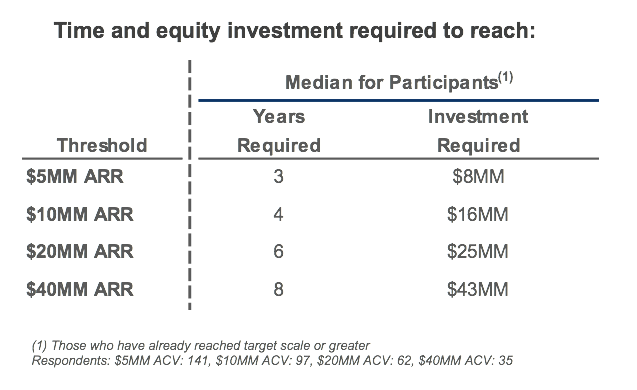 Time and equity investment required to reach:
Median for Participants(1)
Threshold
Years Required
Investment Required
$5MM ARR 3 $8MM
$10MM ARR 4 $16MM
$20MM ARR 6 $25MM
$40MM ARR 8 $43MM
(1) Those who have already reached target scale or greater
Respondents: $5MM ACV: 141, $10MM ACV: 97, $20MM ACV: 62, $40MM ACV: 35